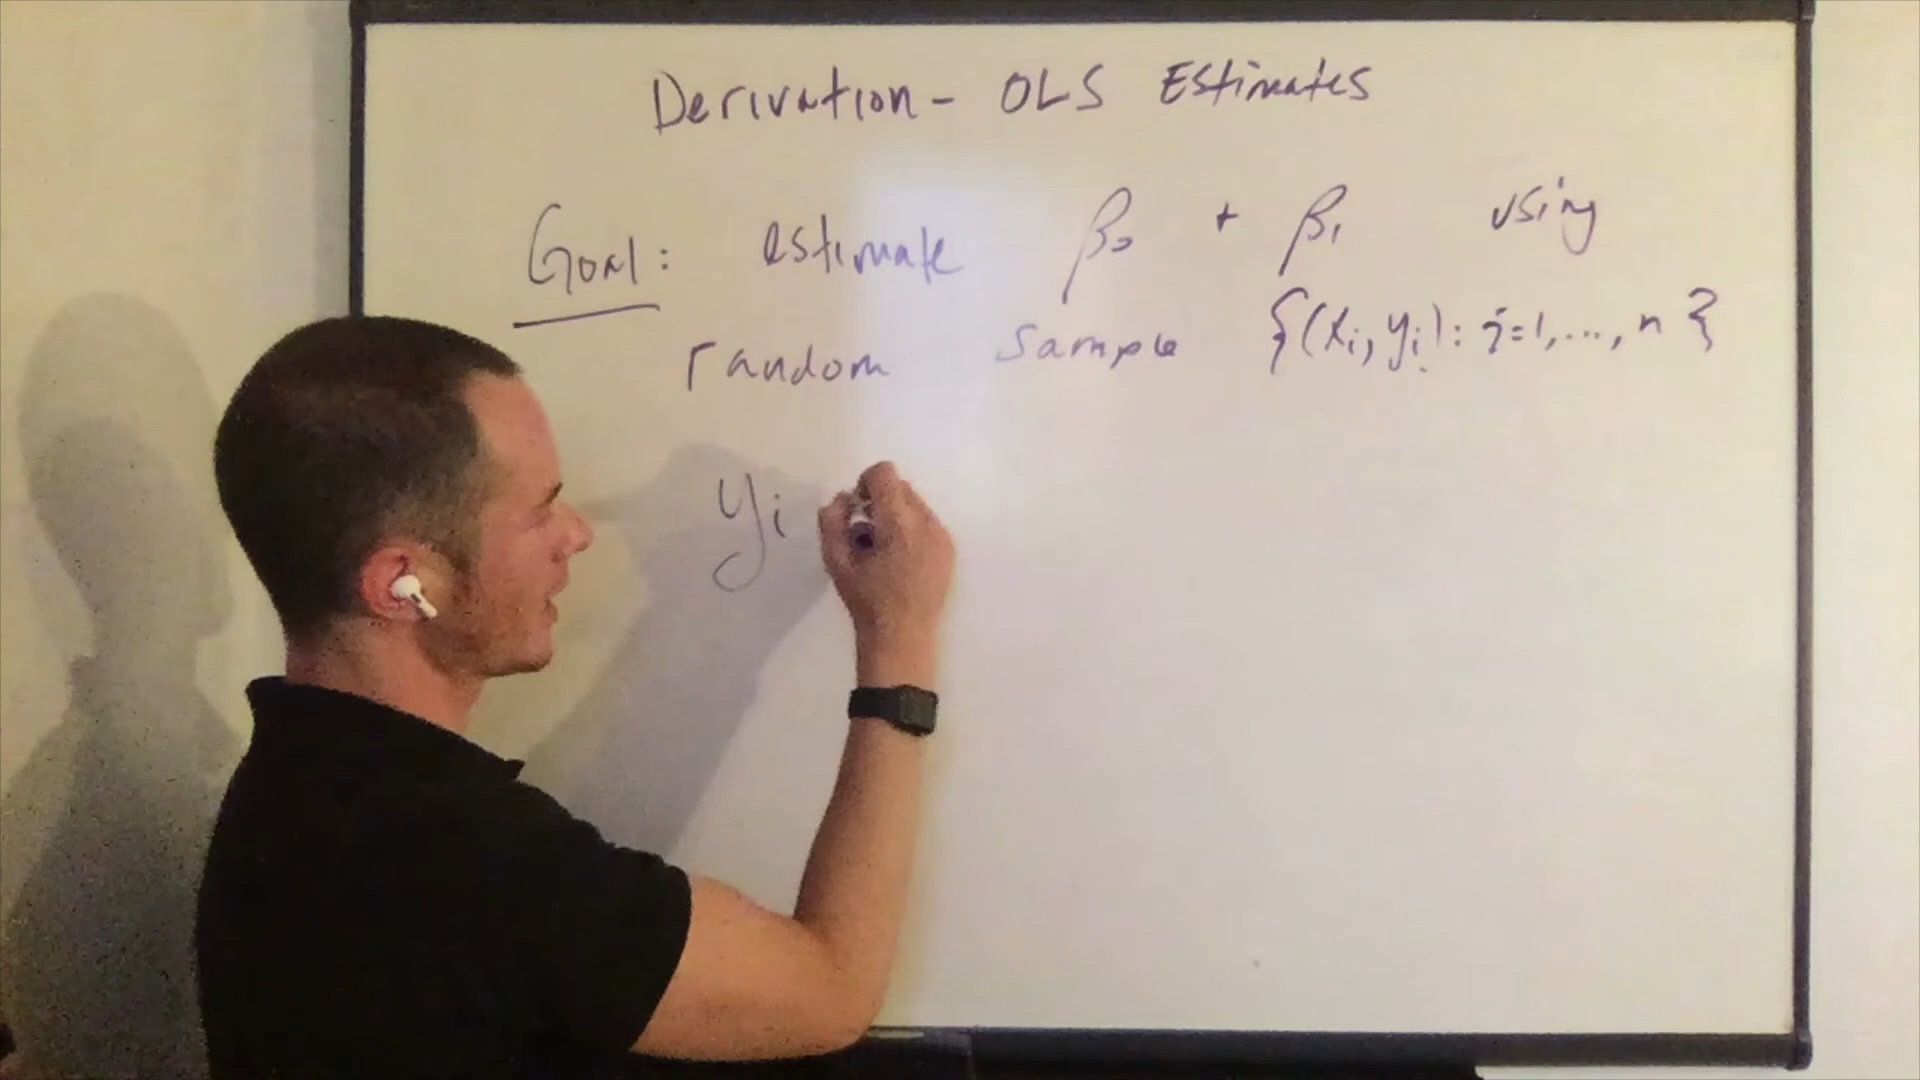 Derivation - OLS Estimates
Goal: estimate β₀ + β₁ using
random sample {(xᵢ, yᵢ): i=1,..., n}
yᵢ